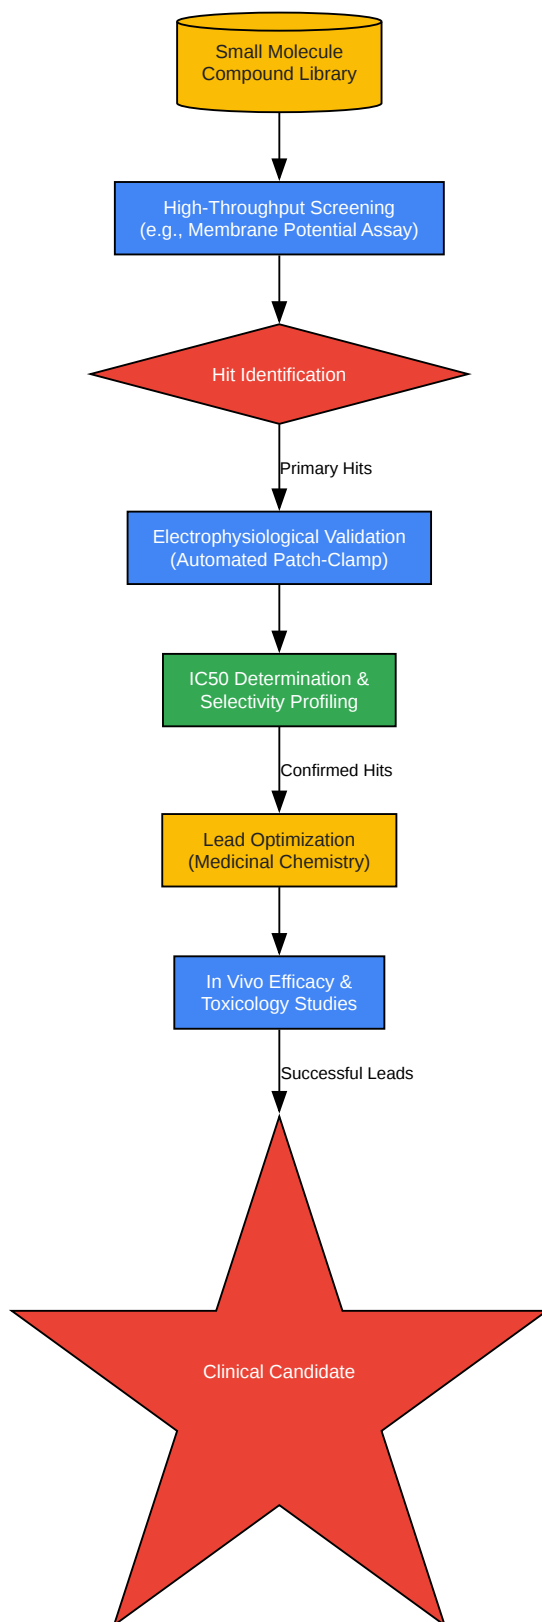 Small Molecule
Compound Library
High-Throughput Screening
(e.g., Membrane Potential Assay)
Hit Identification
Primary Hits
Electrophysiological Validation
(Automated Patch-Clamp)
IC50 Determination &
Selectivity Profiling
Confirmed Hits
Lead Optimization
(Medicinal Chemistry)
In Vivo Efficacy &
Toxicology Studies
Successful Leads
Clinical Candidate